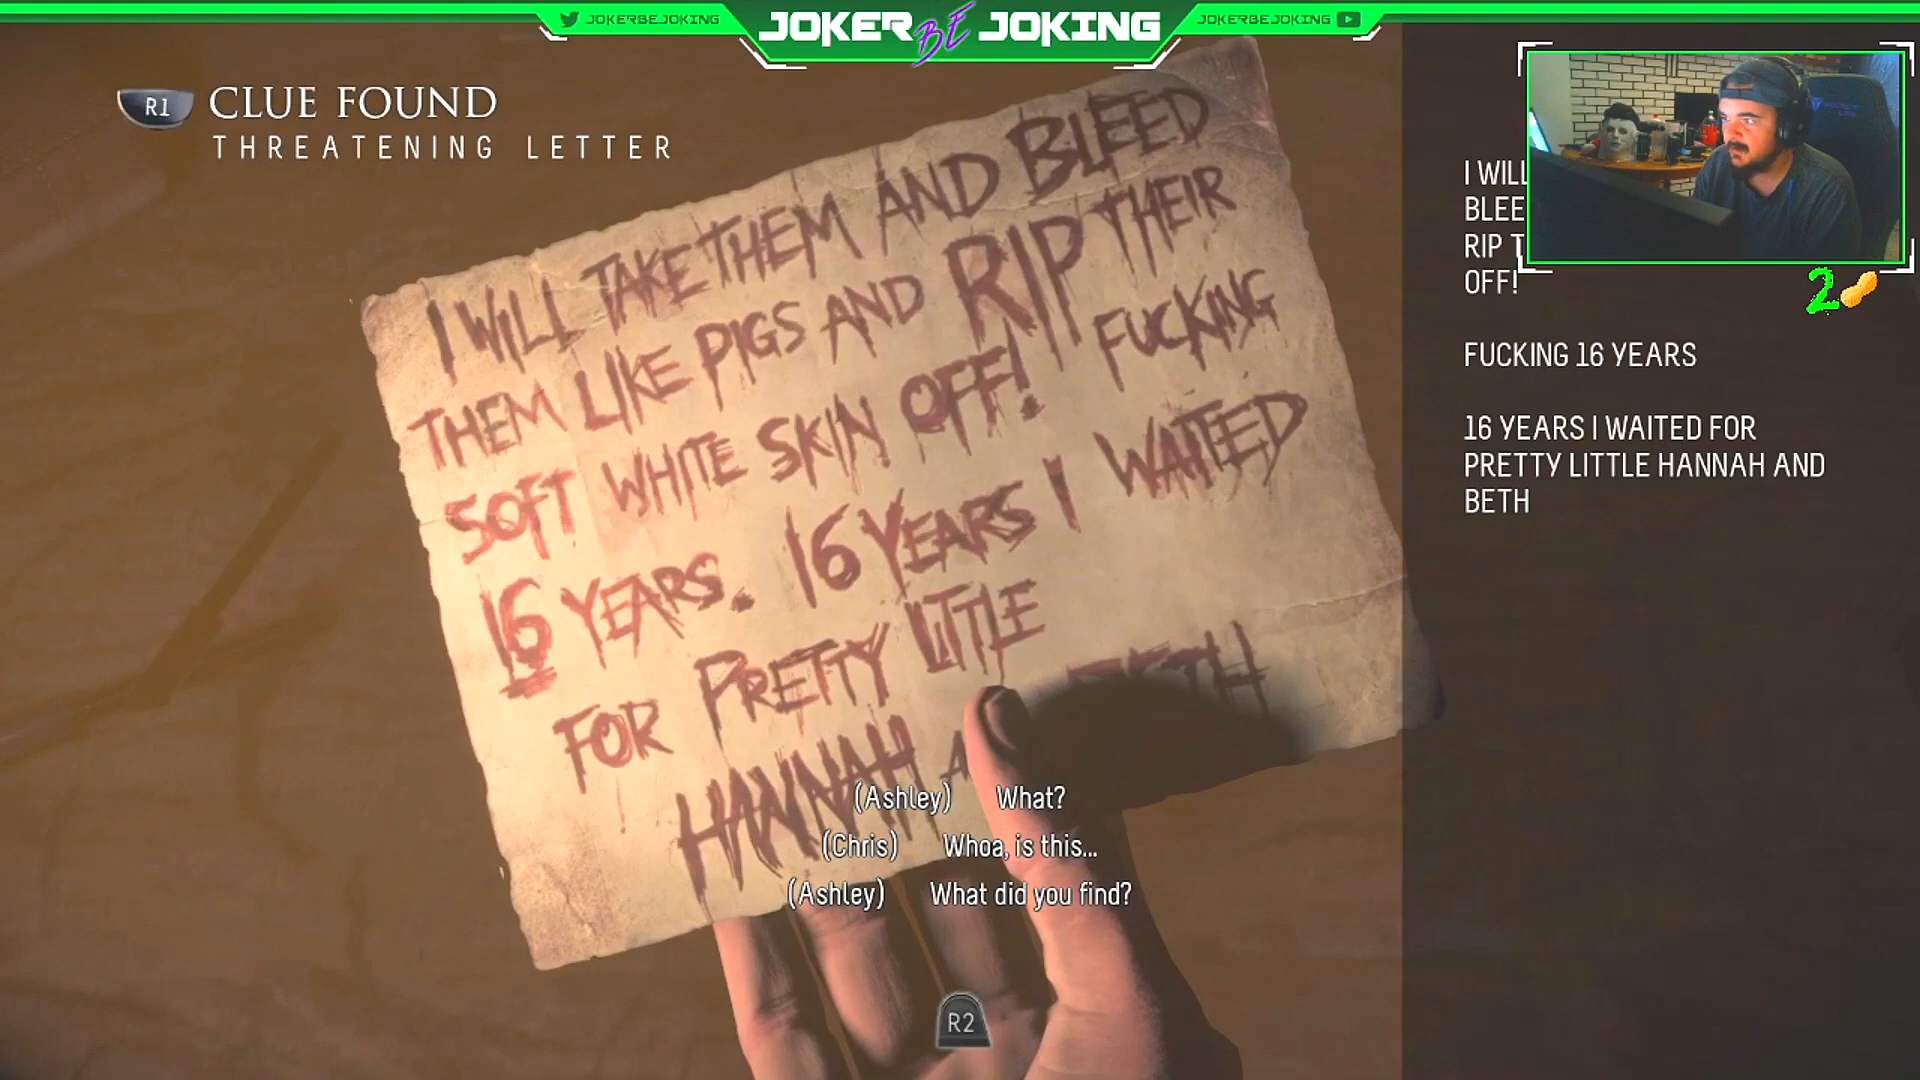 JOKERBEJOKING
JOKER BE JOKING
JOKERBEJOKING
R1 CLUE FOUND
THREATENING LETTER
I WILL TAKE THEM AND BLEED
THEM LIKE PIGS AND RIP THEIR
SOFT WHITE SKIN OFF! FUCKING
16 YEARS. 16 YEARS I WAITED
FOR PRETTY LITTLE
HANNAH A BETH
(Ashley) What?
(Chris) Whoa, is this...
(Ashley) What did you find?
R2
I WILL
BLEE
RIP T
OFF!
FUCKING 16 YEARS
16 YEARS I WAITED FOR
PRETTY LITTLE HANNAH AND
BETH
2